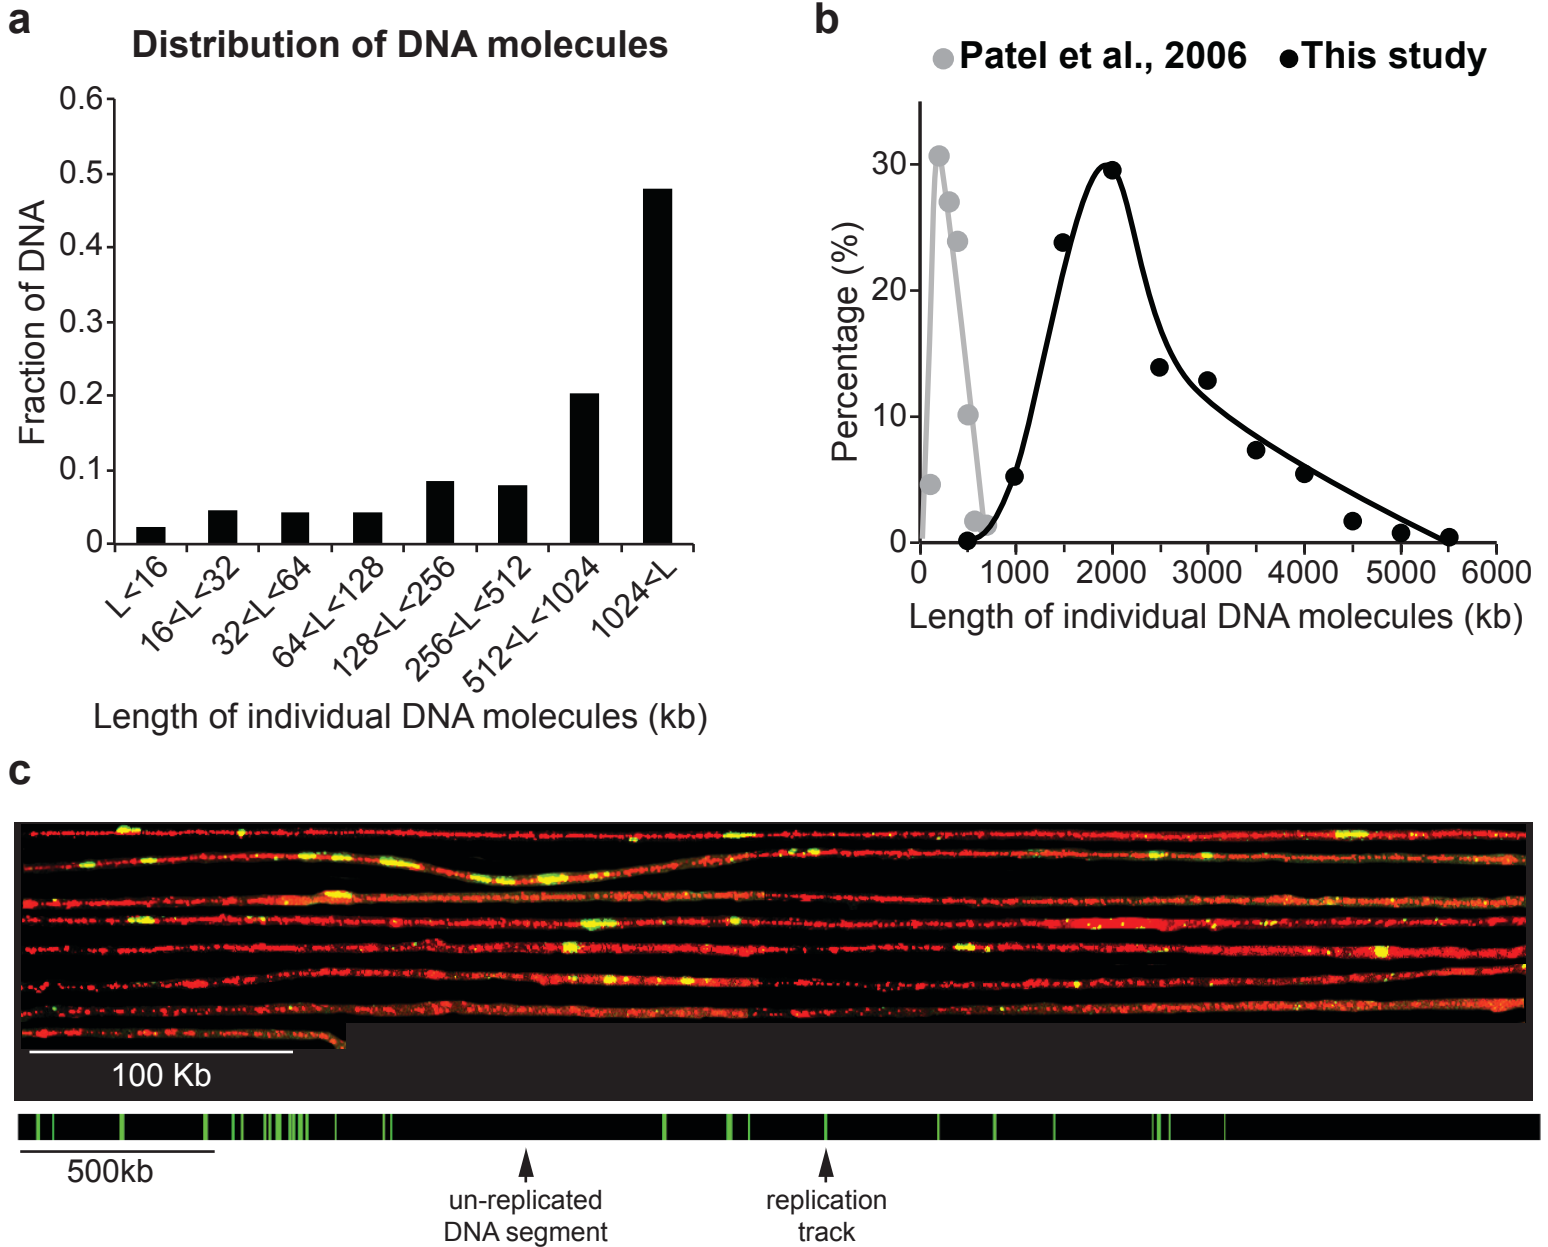 a
Distribution of DNA molecules
Fraction of DNA
0.6
0.5
0.4
0.3
0.2
0.1
0
L<16
16<L<32
32<L<64
64<L<128
128<L<256
256<L<512
512<L<1024
1024<L
Length of individual DNA molecules (kb)
b
Patel et al., 2006 This study
Percentage (%)
30
20
10
0
0 1000 2000 3000 4000 5000 6000
Length of individual DNA molecules (kb)
c
100 Kb
500kb
un-replicated
DNA segment
replication
track